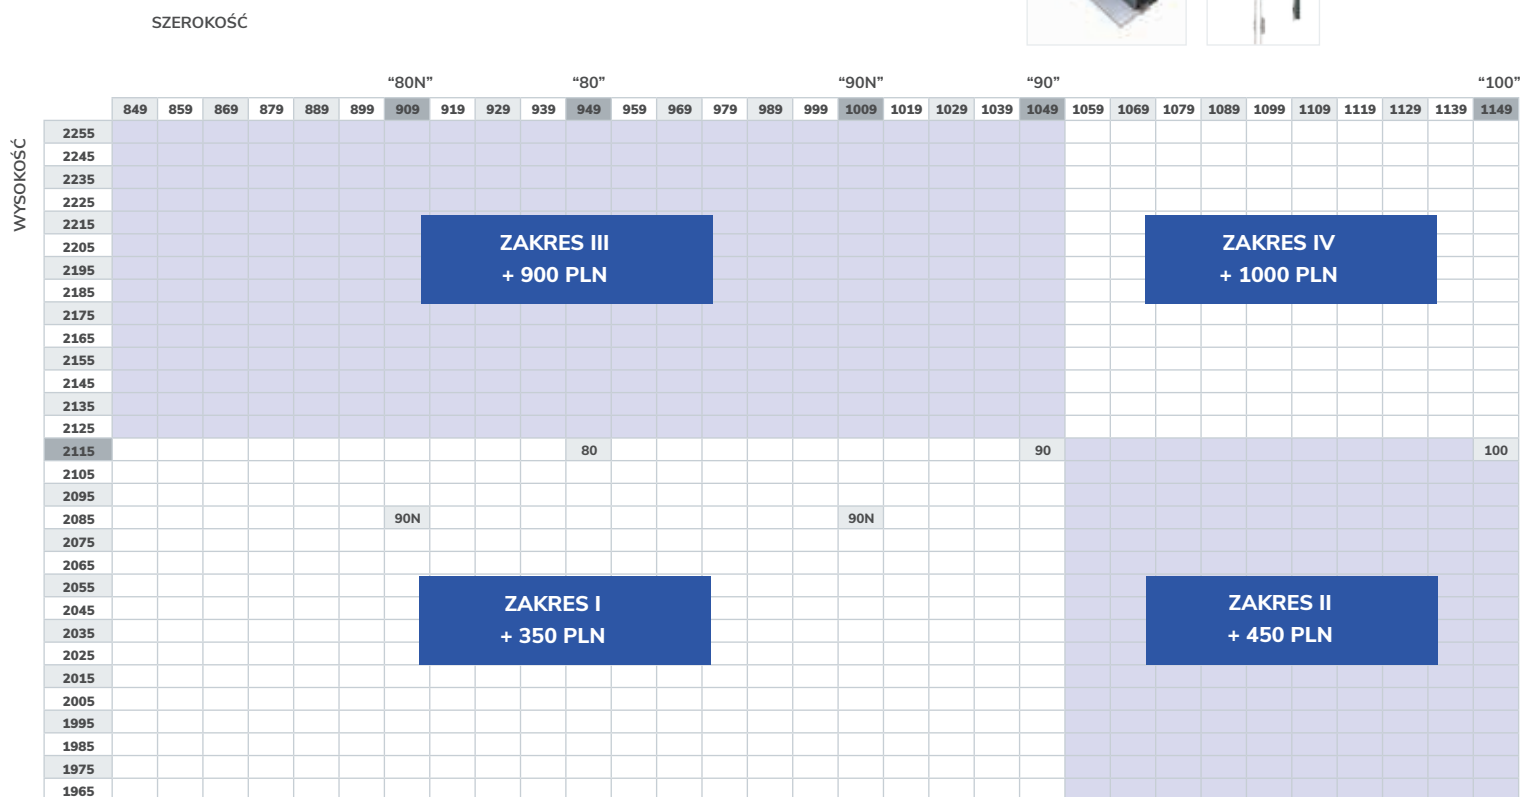 SZEROKOŚĆ
“80N” “80” “90N” “90” “100”
849 859 869 879 889 899 909 919 929 939 949 959 969 979 989 999 1009 1019 1029 1039 1049 1059 1069 1079 1089 1099 1109 1119 1129 1139 1149
WYSOKOŚĆ
2255
2245
2235
2225
2215
2205
2195
2185
2175
2165
2155
2145
2135
2125
ZAKRES III
+ 900 PLN
ZAKRES IV
+ 1000 PLN
2115 80 90 100
2105
2095
2085 90N 90N
2075
2065
2055
2045
2035
2025
2015
2005
1995
1985
1975
1965
ZAKRES I
+ 350 PLN
ZAKRES II
+ 450 PLN